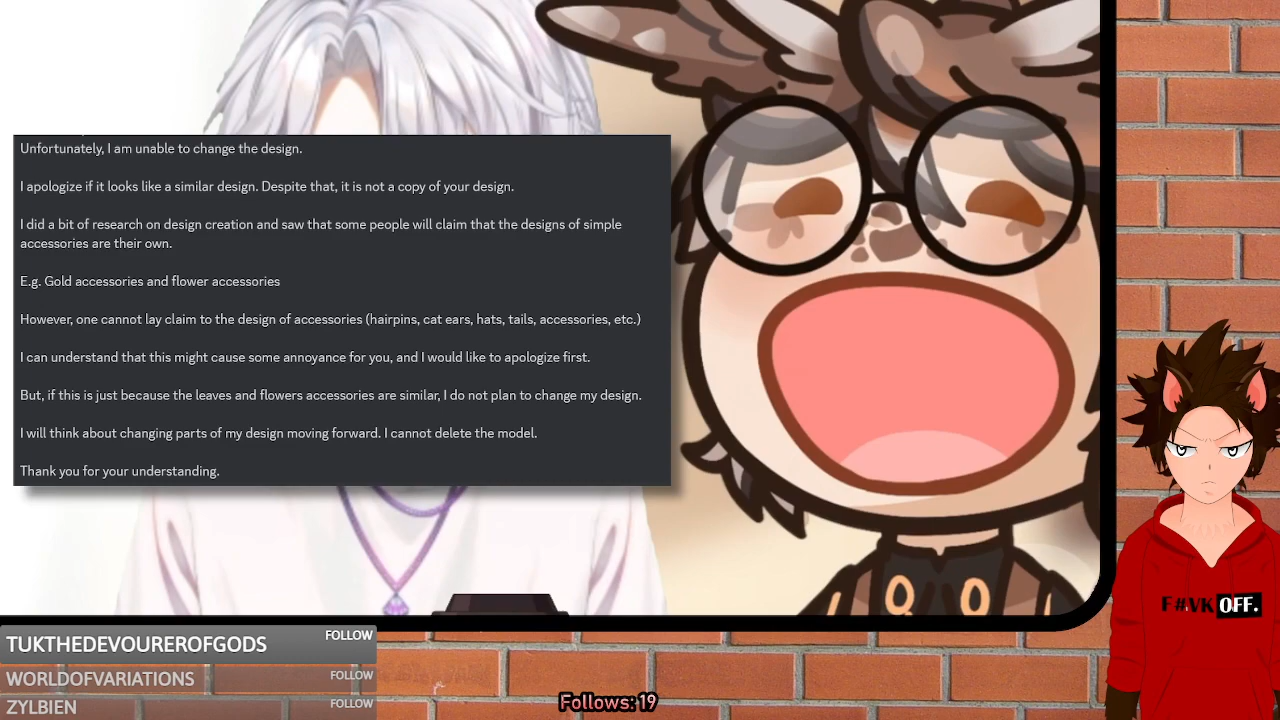 Unfortunately, I am unable to change the design.
I apologize if it looks like a similar design. Despite that, it is not a copy of your design.
I did a bit of research on design creation and saw that some people will claim that the designs of simple
accessories are their own.
E.g. Gold accessories and flower accessories
However, one cannot lay claim to the design of accessories (hairpins, cat ears, hats, tails, accessories, etc.)
I can understand that this might cause some annoyance for you, and I would like to apologize first.
But, if this is just because the leaves and flowers accessories are similar, I do not plan to change my design.
I will think about changing parts of my design moving forward. I cannot delete the model.
Thank you for your understanding.
F#VK OFF.
TUKTHEDEVOUREROFGODS FOLLOW
WORLDOFVARIATIONS FOLLOW
ZYLBIEN FOLLOW
Follows: 19